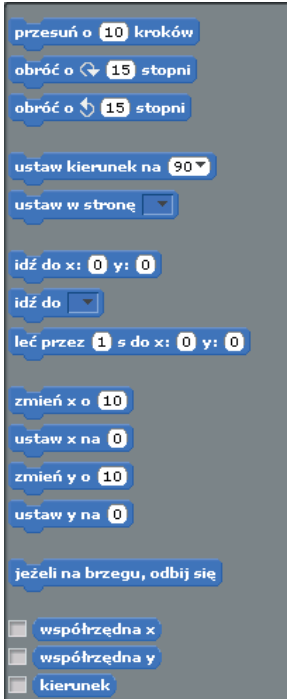 przesuń o 10 kroków
obróć o 15 stopni
obróć o 15 stopni
ustaw kierunek na 90
ustaw w stronę
idź do x: 0 y: 0
idź do
leć przez 1 s do x: 0 y: 0
zmień x o 10
ustaw x na 0
zmień y o 10
ustaw y na 0
jeżeli na brzegu, odbij się
współrzędna x
współrzędna y
kierunek